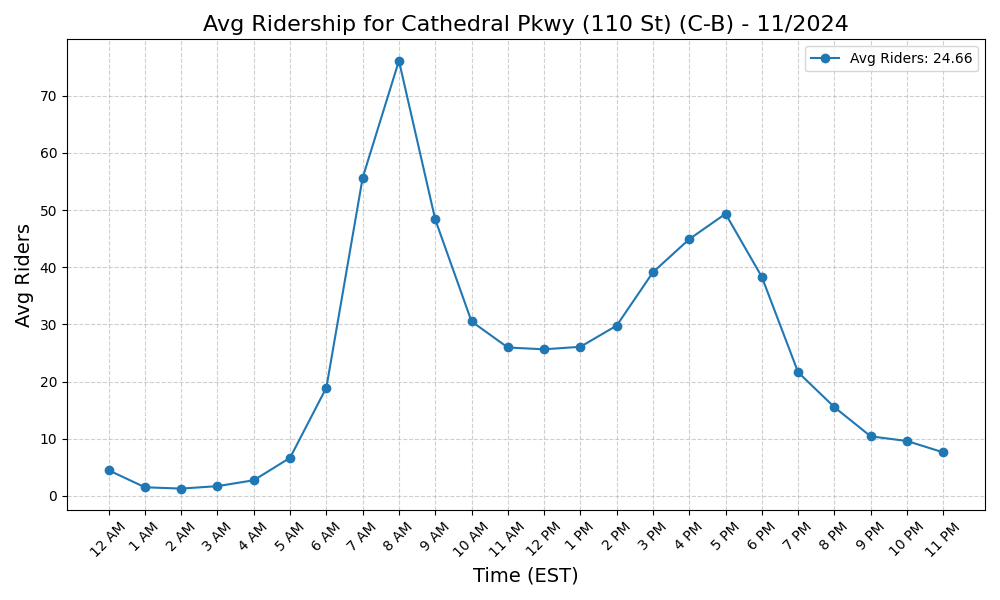 Avg Ridership for Cathedral Pkwy (110 St) (C-B) - 11/2024
Avg Riders: 24.66
Avg Riders
70
60
50
40
30
20
10
0
12 AM
1 AM
2 AM
3 AM
4 AM
5 AM
6 AM
7 AM
8 AM
9 AM
10 AM
11 AM
12 PM
1 PM
2 PM
3 PM
4 PM
5 PM
6 PM
7 PM
8 PM
9 PM
10 PM
11 PM
Time (EST)